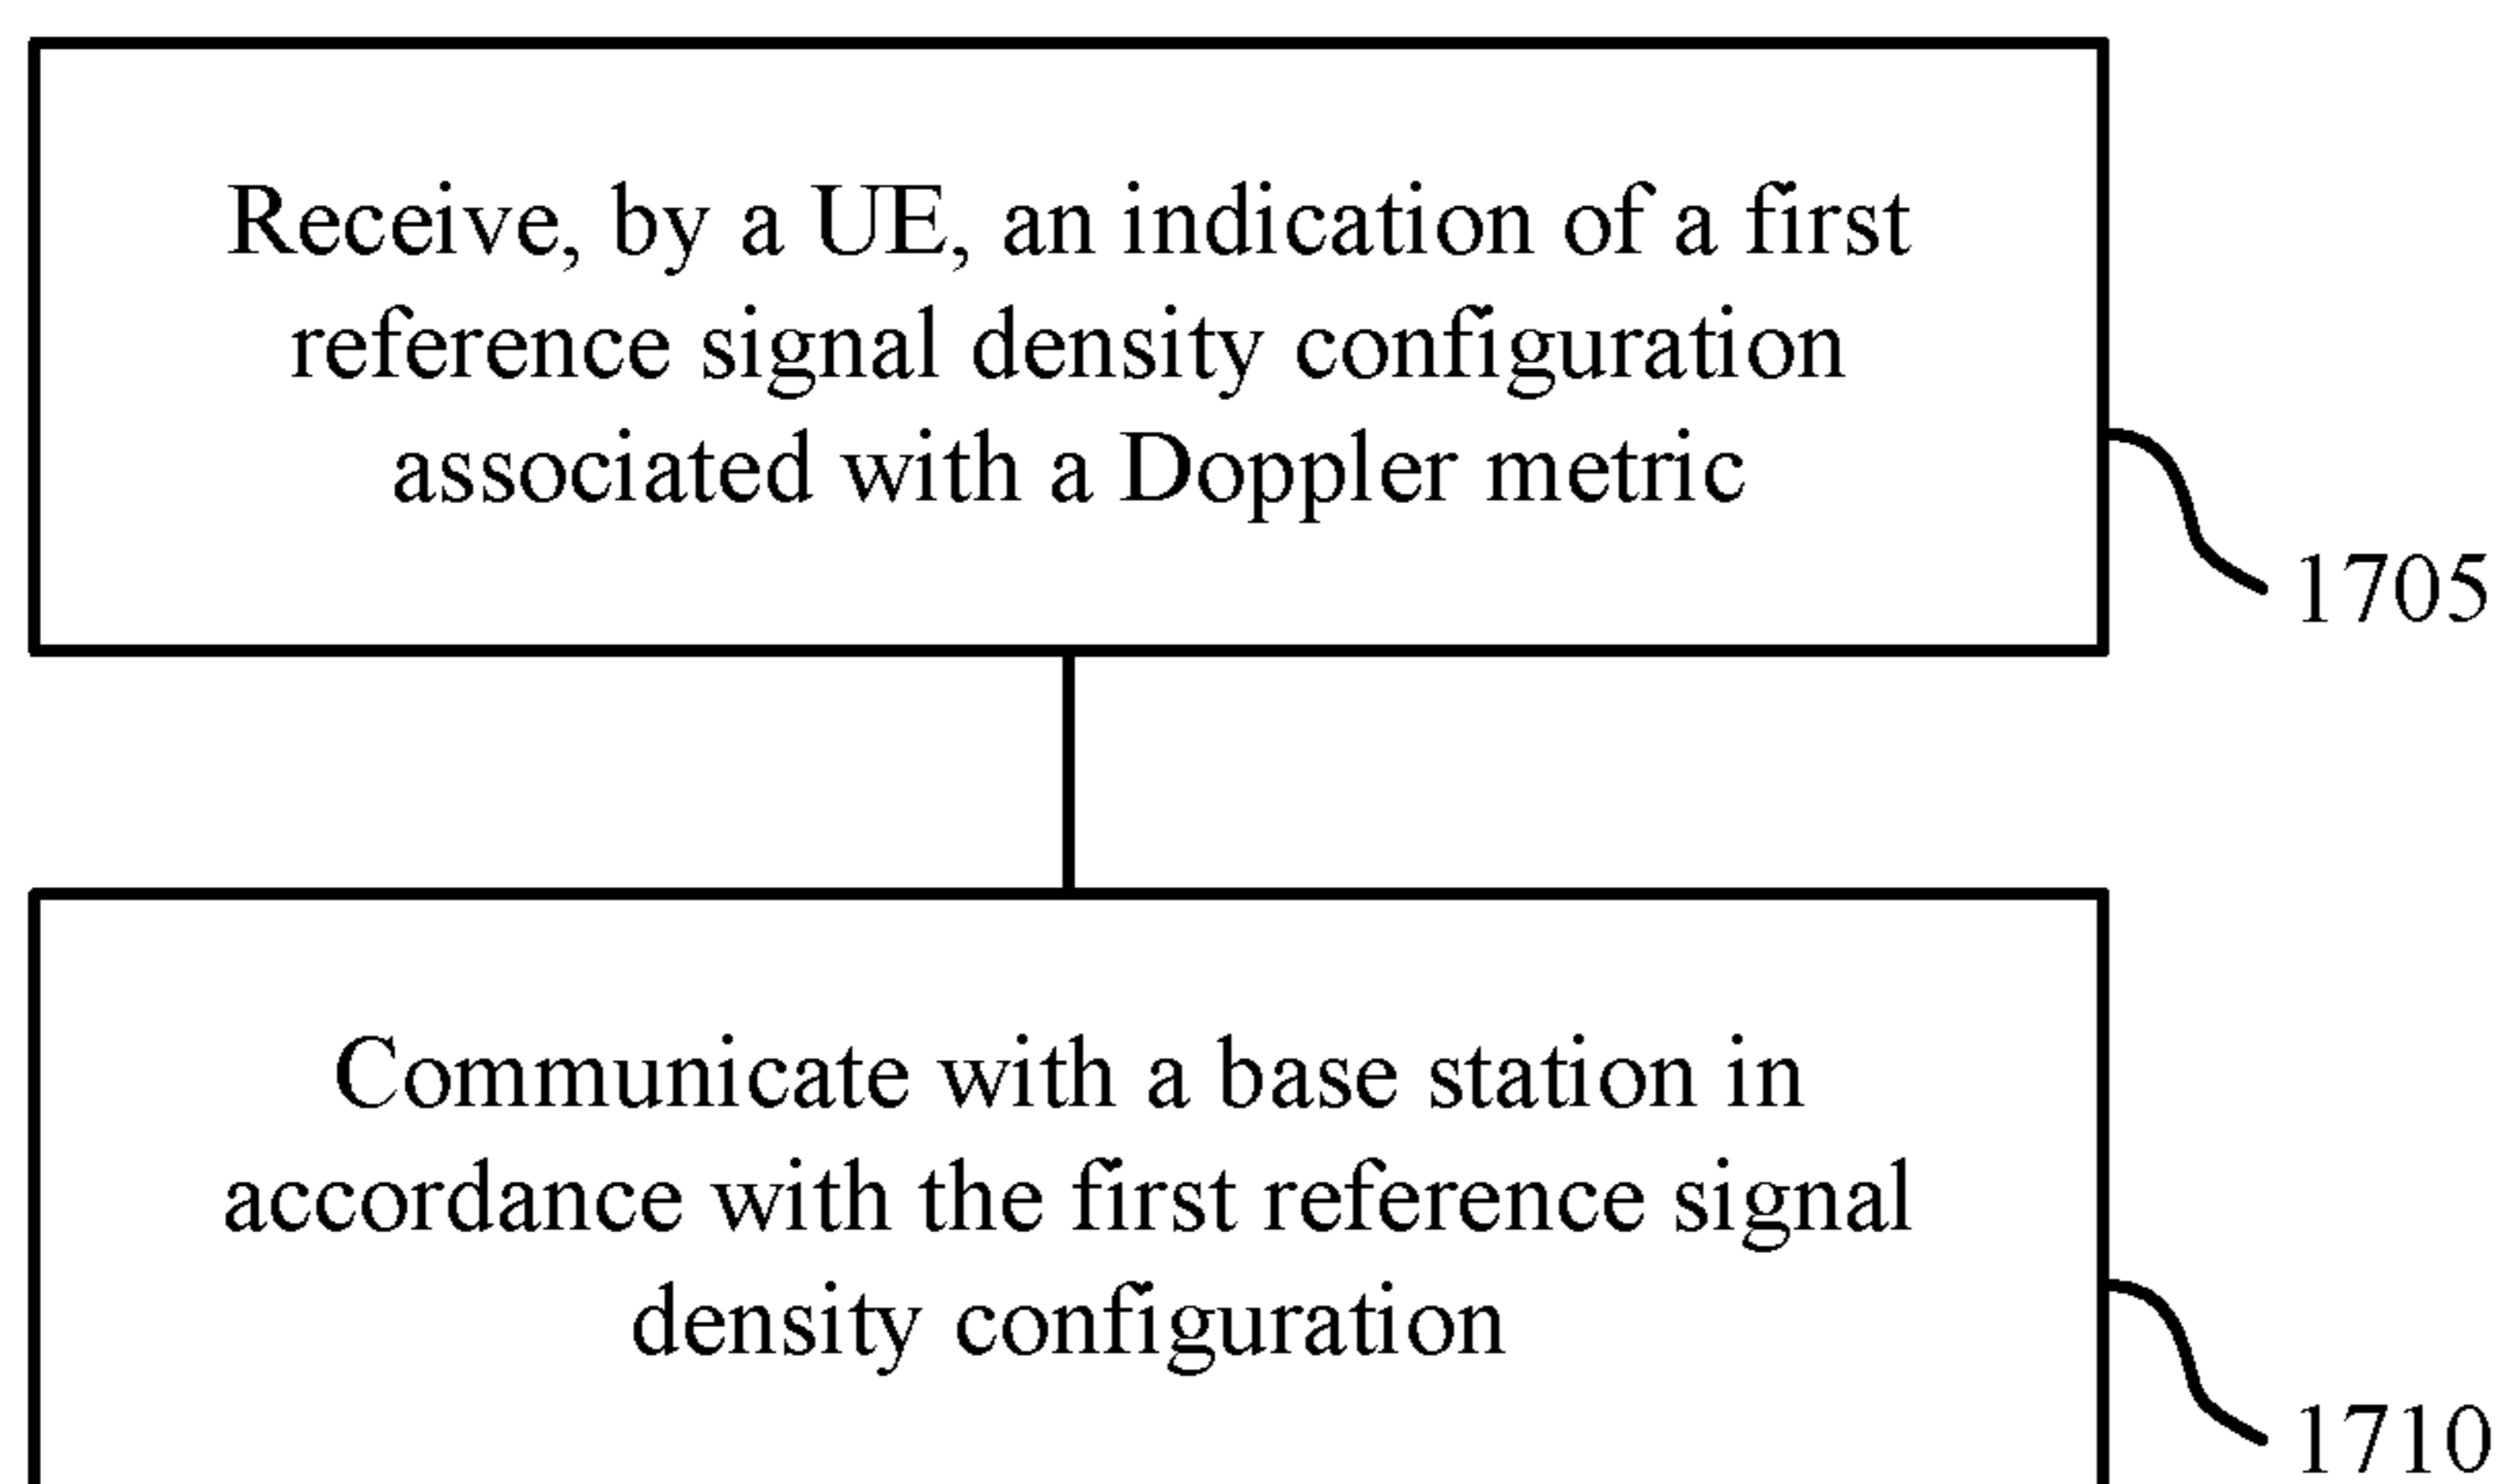 Receive, by a UE, an indication of a first
reference signal density configuration
associated with a Doppler metric
1705
Communicate with a base station in
accordance with the first reference signal
density configuration
1710